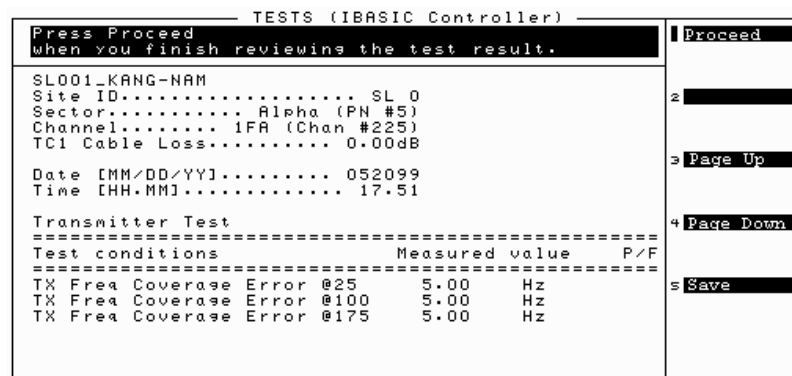 TESTS (IBASIC Controller)
Press Proceed
when you finish reviewing the test result.
SL001_KANG-NAM
Site ID.................... SL 0
Sector........... Alpha (PN #5)
Channel......... 1FA (Chan #225)
TC1 Cable Loss.......... 0.00dB
Date [MM/DD/YY]......... 052099
Time [HH.MM]............. 17.51
Transmitter Test
==========================================================
Test conditions Measured value P/F
==========================================================
TX Freq Coverage Error @25 5.00 Hz
TX Freq Coverage Error @100 5.00 Hz
TX Freq Coverage Error @175 5.00 Hz
Proceed
2
3 Page Up
4 Page Down
5 Save